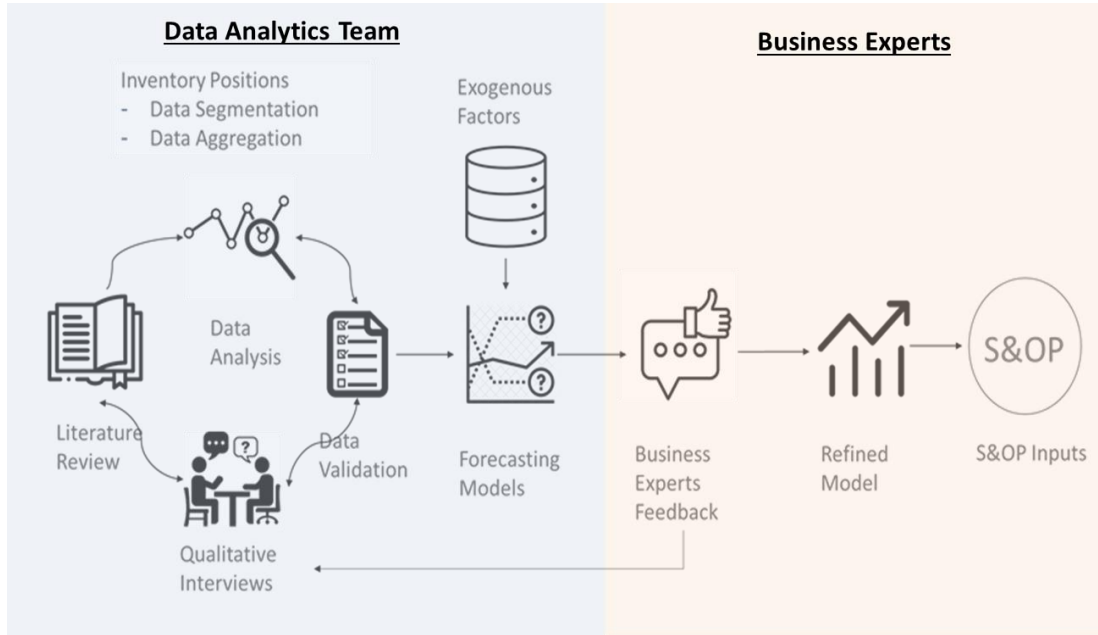 Data Analytics Team
Business Experts
Inventory Positions
- Data Segmentation
- Data Aggregation
Exogenous
Factors
Data
Analysis
Literature
Review
Data
Validation
Qualitative
Interviews
Forecasting
Models
?
?
?
Business
Experts
Feedback
Refined
Model
S&OP
S&OP Inputs